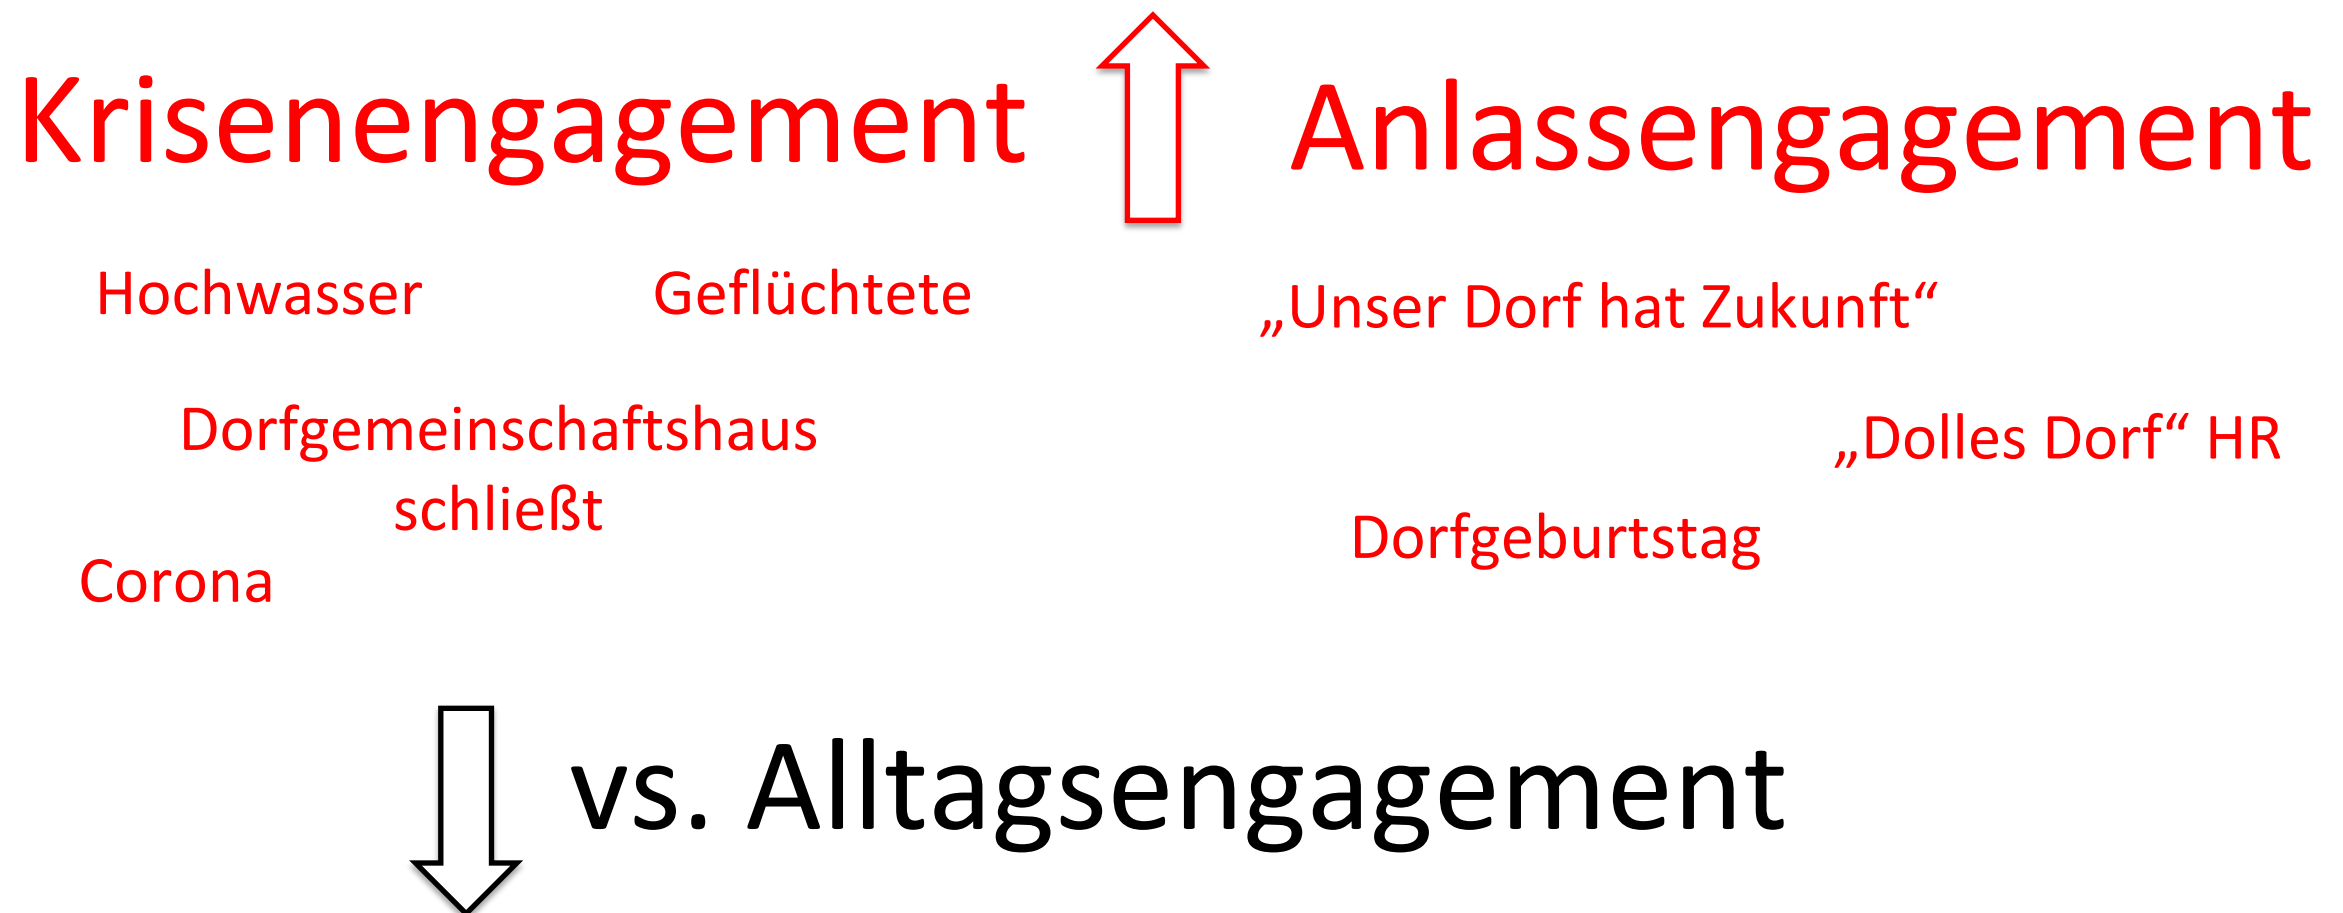 Krisenengagement
Anlassengagement
Hochwasser
Geflüchtete
Dorfgemeinschaftshaus
schließt
Corona
„Unser Dorf hat Zukunft“
„Dolles Dorf“ HR
Dorfgeburtstag
vs. Alltagsengagement